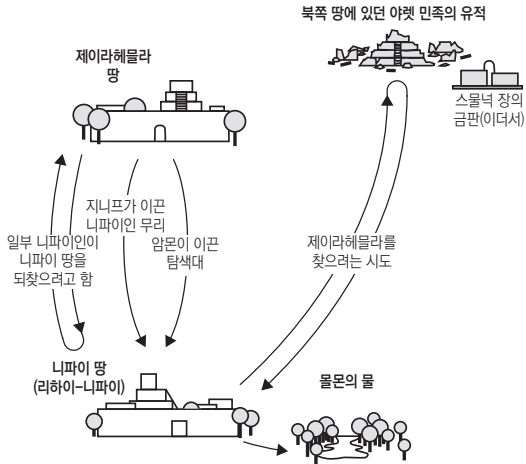 북쪽 땅에 있던 야렛 민족의 유적
제이라헤믈라
땅
스물넉 장의
금판(이더서)
지니프가 이끈
니파이인 무리
일부 니파이인이
니파이 땅을
되찾으려고 함
암몬이 이끈
탐색대
제이라헤믈라를
찾으려는 시도
니파이 땅
(리하이–니파이)
몰몬의 물